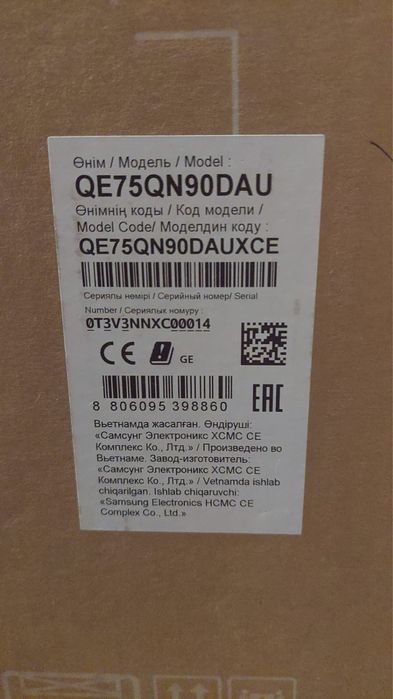 Өнім / Модель / Model :
QE75QN90DAU
Өнімнің коды / Код модели /
Model Code/ Моделдин коду :
QE75QN90DAUXCE
Сериялы нөмірі / Серийный номер/ Serial
Number / Сериялык номуру :
0T3V3NNXC00014
CE GE
8 806095 398860
EAC
Вьетнамда жасалған. Өндіруші:
«Самсунг Электроникс ХСМС СЕ
Комплекс Ко., Лтд.» / Произведено во
Вьетнаме. Завод-изготовитель:
«Самсунг Электроникс ХСМС СЕ
Комплекс Ко., Лтд.» / Vetnamda ishlab
chiqarilgan. Ishlab chiqaruvchi:
«Samsung Electronics HCMC CE
Complex Co., Ltd.»